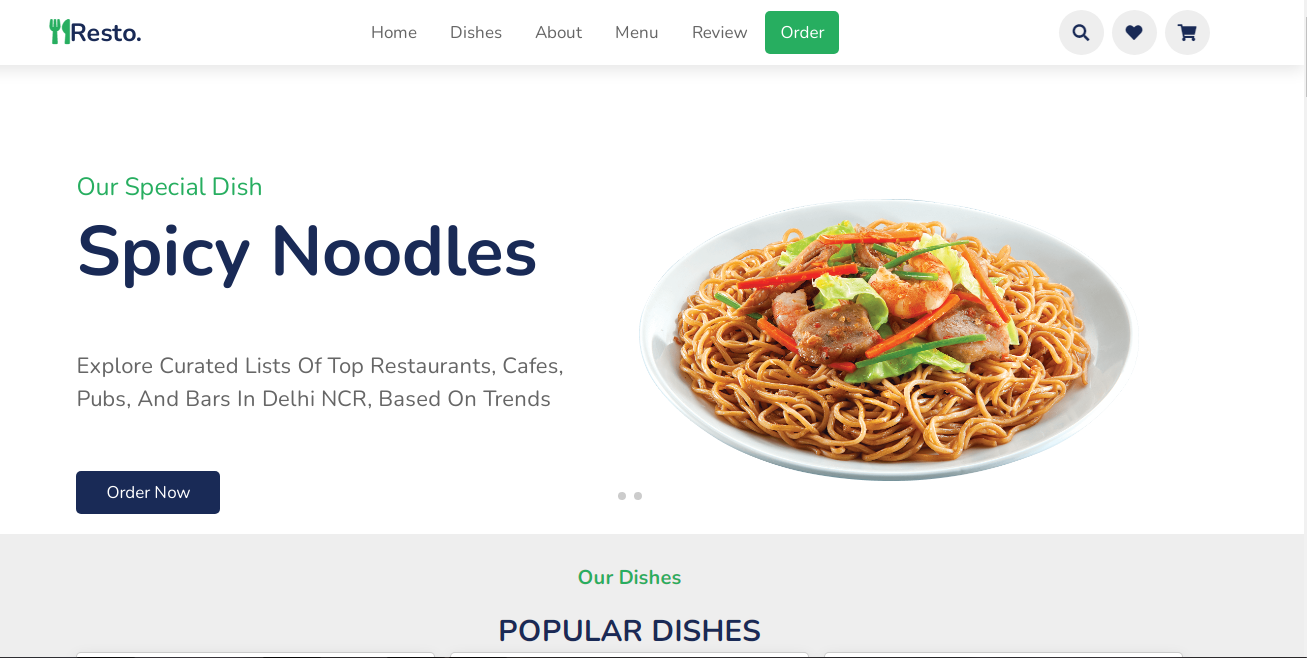 Resto.
Home
Dishes
About
Menu
Review
Order
Our Special Dish
Spicy Noodles
Explore Curated Lists Of Top Restaurants, Cafes,
Pubs, And Bars In Delhi NCR, Based On Trends
Order Now
Our Dishes
POPULAR DISHES